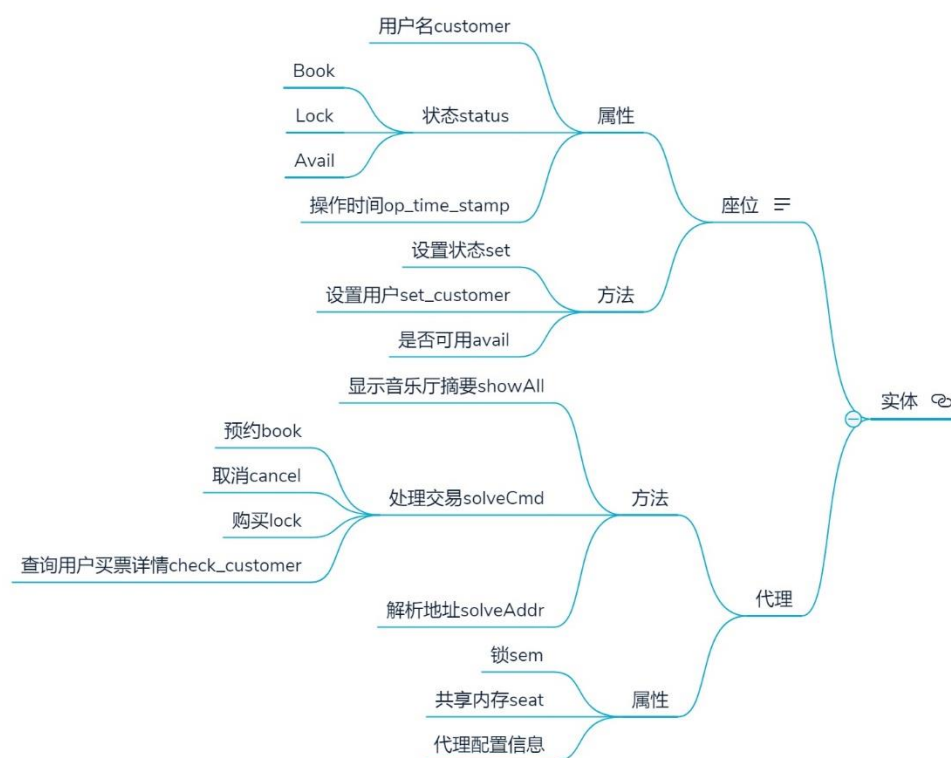 用户名customer
Book
Lock
状态status
属性
Avail
操作时间op_time_stamp
座位
设置状态set
设置用户set_customer
方法
是否可用avail
显示音乐厅摘要showAll
实体
预约book
取消cancel
处理交易solveCmd
方法
购买lock
查询用户买票详情check_customer
代理
解析地址solveAddr
锁sem
共享内存seat
属性
代理配置信息